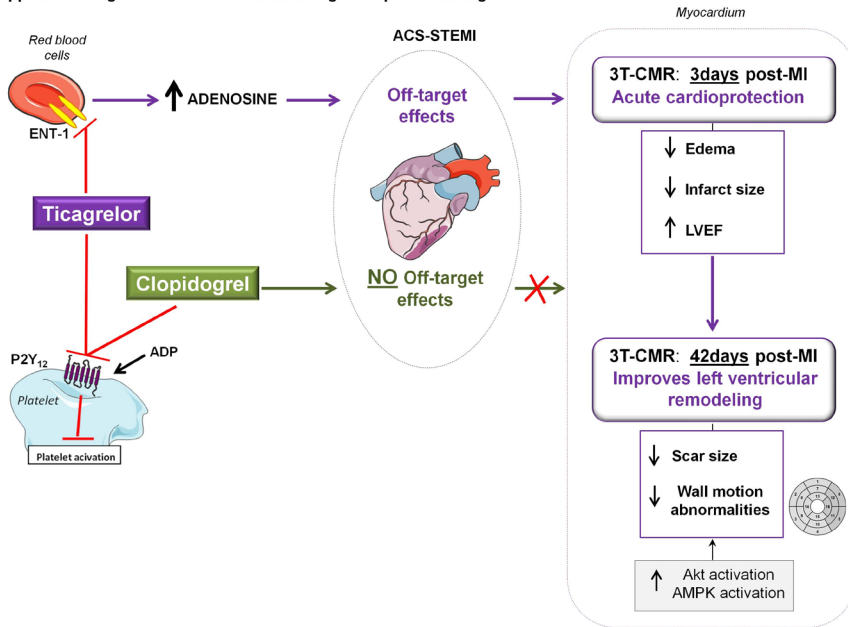 Myocardium
Red blood
cells
ENT-1
ADENOSINE
ACS-STEMI
Off-target
effects
3T-CMR: 3days post-MI
Acute cardioprotection
Edema
Infarct size
LVEF
Ticagrelor
Clopidogrel
NO Off-target
effects
P2Y12
ADP
Platelet
Platelet acivation
3T-CMR: 42days post-MI
Improves left ventricular
remodeling
Scar size
Wall motion
abnormalities
Akt activation
AMPK activation